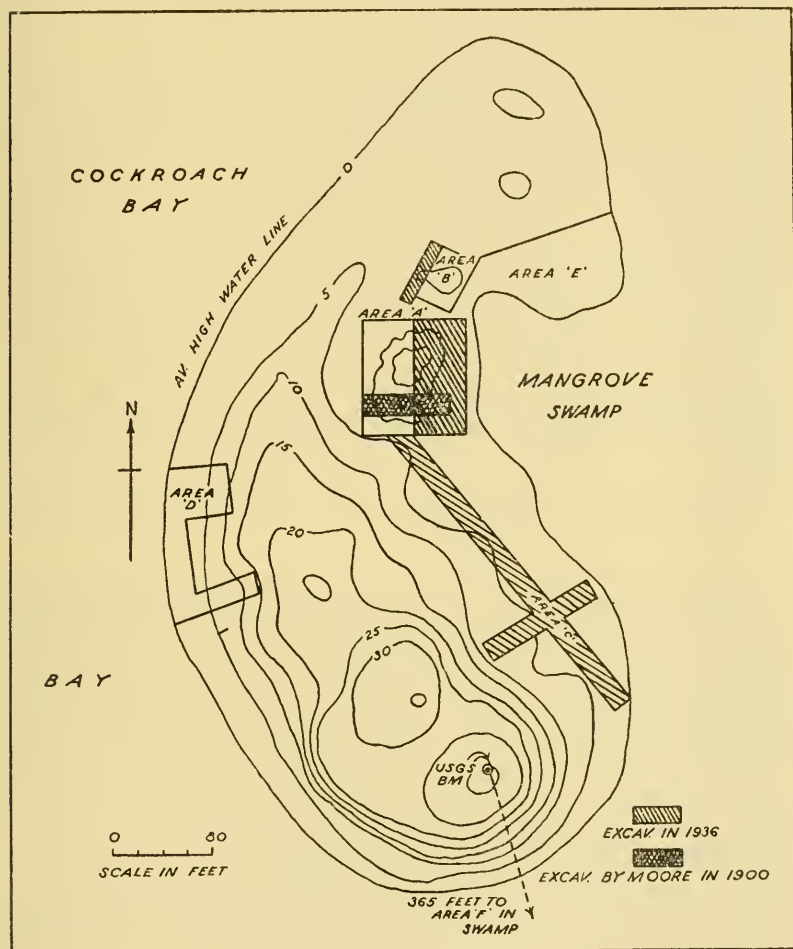 COCKROACH
BAY
0
AV. HIGH WATER LINE
AREA
'B'
AREA 'E'
5
AREA 'A'
MANGROVE
SWAMP
10
N
15
AREA
'D'
20
AREA 'C'
25
30
BAY
USGS
BM
0 80
SCALE IN FEET
EXCAV. IN 1936
EXCAV. BY MOORE IN 1900
365 FEET TO
AREA 'F' IN
SWAMP